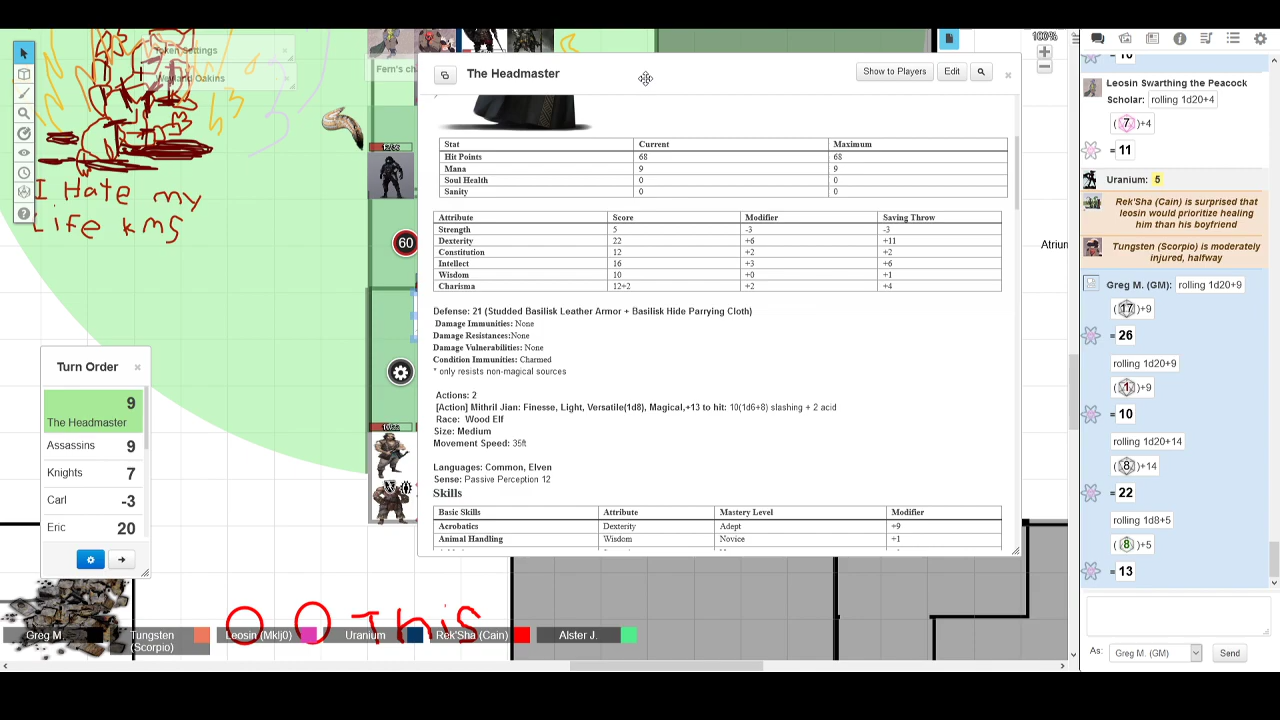 Token Settings
Weyland Oakins
I Hate my
Life kms
Fern's cha
60
Atrium
The Headmaster
Show to Players
Edit
Stat Current Maximum
Hit Points 68 68
Mana 9 9
Soul Health 0 0
Sanity 0 0
Attribute Score Modifier Saving Throw
Strength 5 -3 -3
Dexterity 22 +6 +11
Constitution 12 +2 +2
Intellect 16 +3 +6
Wisdom 10 +0 +1
Charisma 12+2 +2 +4
Defense: 21 (Studded Basilisk Leather Armor + Basilisk Hide Parrying Cloth)
Damage Immunities: None
Damage Resistances:None
Damage Vulnerabilities: None
Condition Immunities: Charmed
* only resists non-magical sources
Actions: 2
[Action] Mithril Jian: Finesse, Light, Versatile(1d8), Magical,+13 to hit: 10(1d6+8) slashing + 2 acid
Race: Wood Elf
Size: Medium
Movement Speed: 35ft
Languages: Common, Elven
Sense: Passive Perception 12
Skills
Basic Skills Attribute Mastery Level Modifier
Acrobatics Dexterity Adept +9
Animal Handling Wisdom Novice +1
Turn Order
9
The Headmaster
Assassins 9
Knights 7
Carl -3
Eric 20
O O This
Greg M.
Tungsten (Scorpio)
Leosin (Mklj0)
Uranium
Rek'Sha (Cain)
Alster J.
100%
Leosin Swarthing the Peacock
Scholar: rolling 1d20+4
(7)+4
= 11
Uranium: 5
Rek'Sha (Cain) is surprised that
leosin would prioritize healing
him than his boyfriend
Tungsten (Scorpio) is moderately
injured, halfway
Greg M. (GM): rolling 1d20+9
(17)+9
= 26
rolling 1d20+9
(1)+9
= 10
rolling 1d20+14
(8)+14
= 22
rolling 1d8+5
(8)+5
= 13
As: Greg M. (GM) Send